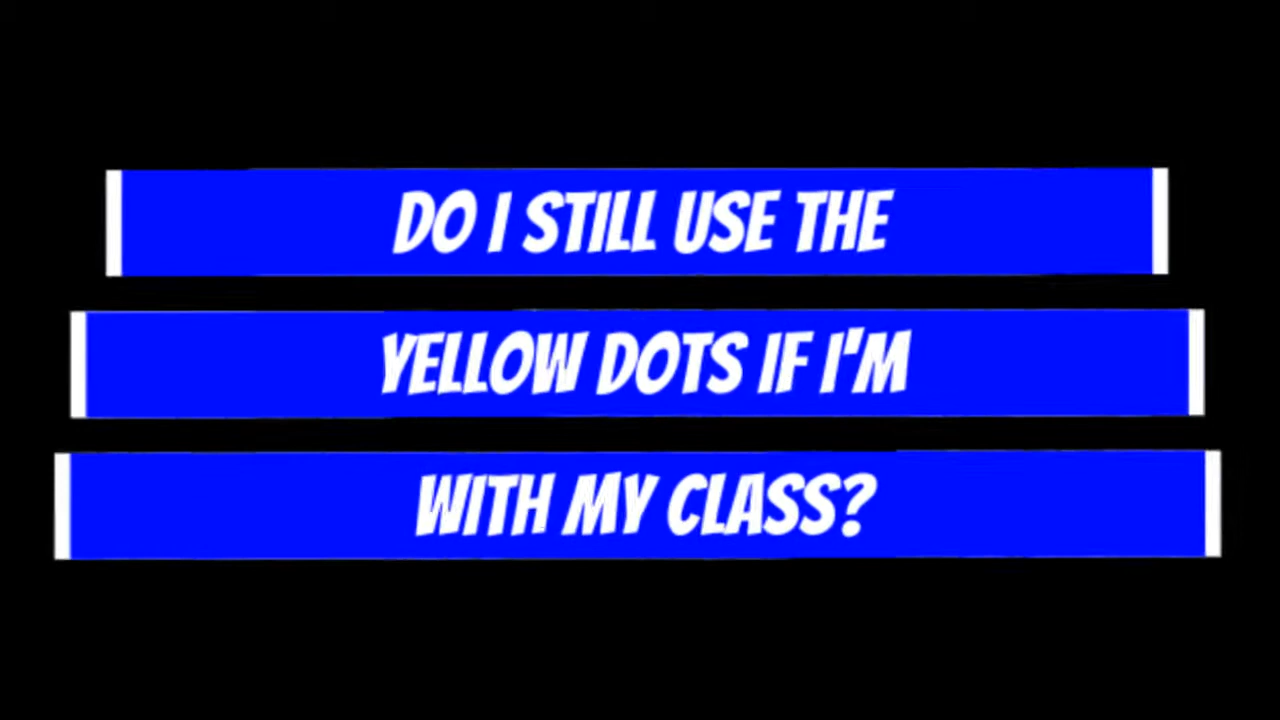 DO I STILL USE THE
YELLOW DOTS IF I'M
WITH MY CLASS?